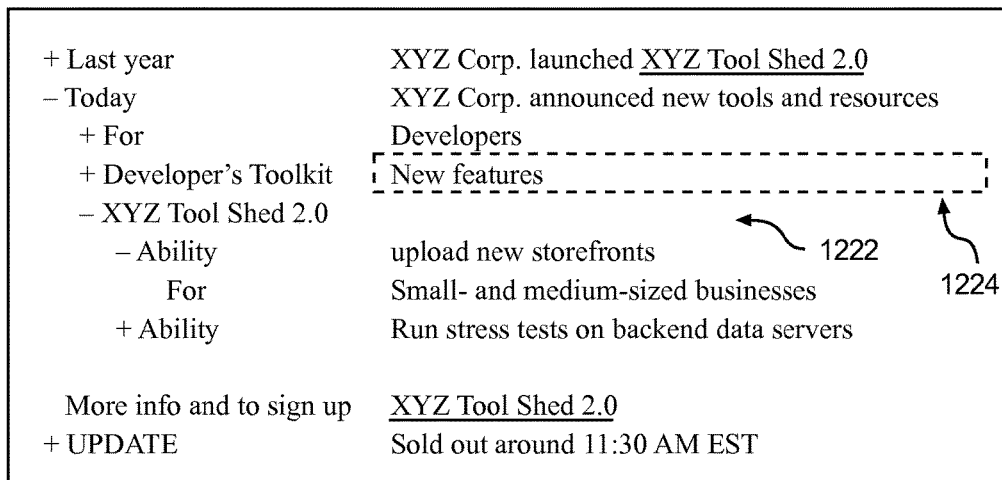 + Last year XYZ Corp. launched XYZ Tool Shed 2.0
– Today XYZ Corp. announced new tools and resources
+ For Developers
+ Developer’s Toolkit New features
– XYZ Tool Shed 2.0
1222
– Ability upload new storefronts
1224
For Small- and medium-sized businesses
+ Ability Run stress tests on backend data servers
More info and to sign up XYZ Tool Shed 2.0
+ UPDATE Sold out around 11:30 AM EST